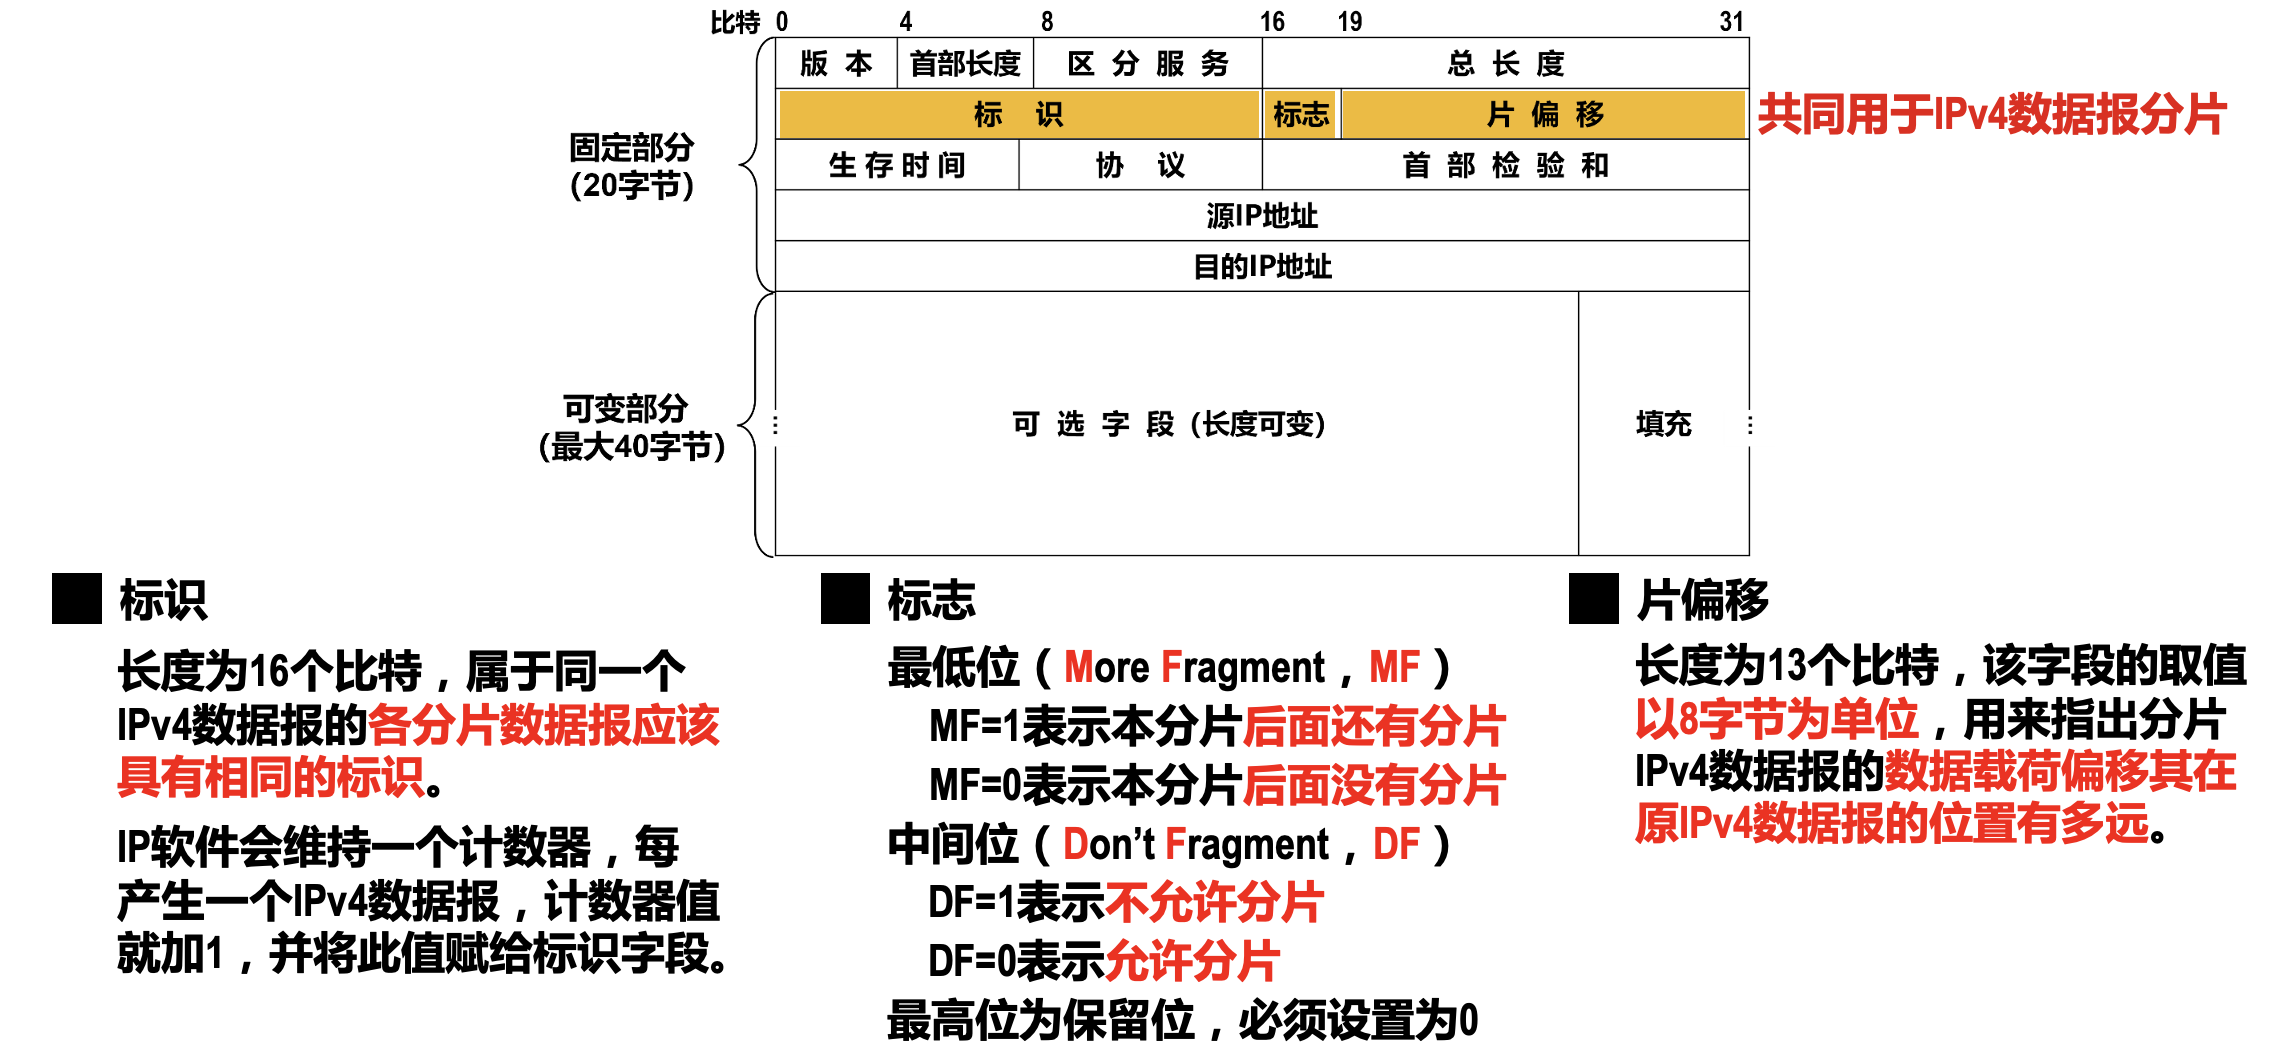 比特 0 4 8 16 19 31
版 本 首部长度 区 分 服 务 总 长 度
标 识 标志 片 偏 移
共同用于IPv4数据报分片
固定部分
(20字节)
生 存 时 间 协 议 首 部 检 验 和
源IP地址
目的IP地址
可变部分
(最大40字节)
⋮ 可 选 字 段 (长度可变) 填充 ⋮
标识
长度为16个比特，属于同一个
IPv4数据报的各分片数据报应该
具有相同的标识。
IP软件会维持一个计数器，每
产生一个IPv4数据报，计数器值
就加1，并将此值赋给标识字段。
标志
最低位（More Fragment，MF）
MF=1表示本分片后面还有分片
MF=0表示本分片后面没有分片
中间位（Don’t Fragment，DF）
DF=1表示不允许分片
DF=0表示允许分片
最高位为保留位，必须设置为0
片偏移
长度为13个比特，该字段的取值
以8字节为单位，用来指出分片
IPv4数据报的数据载荷偏移其在
原IPv4数据报的位置有多远。